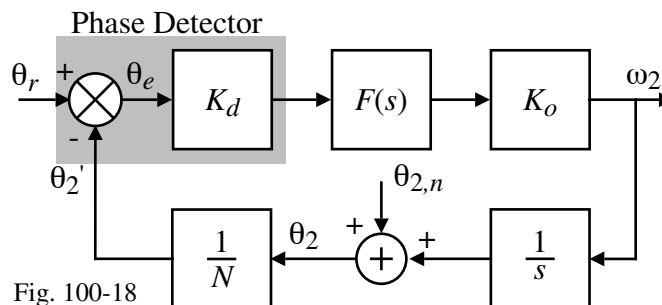 Phase Detector
θr + θe Kd F(s) Ko ω2
-
θ2' θ2,n
1/N θ2 + + + 1/s
Fig. 100-18